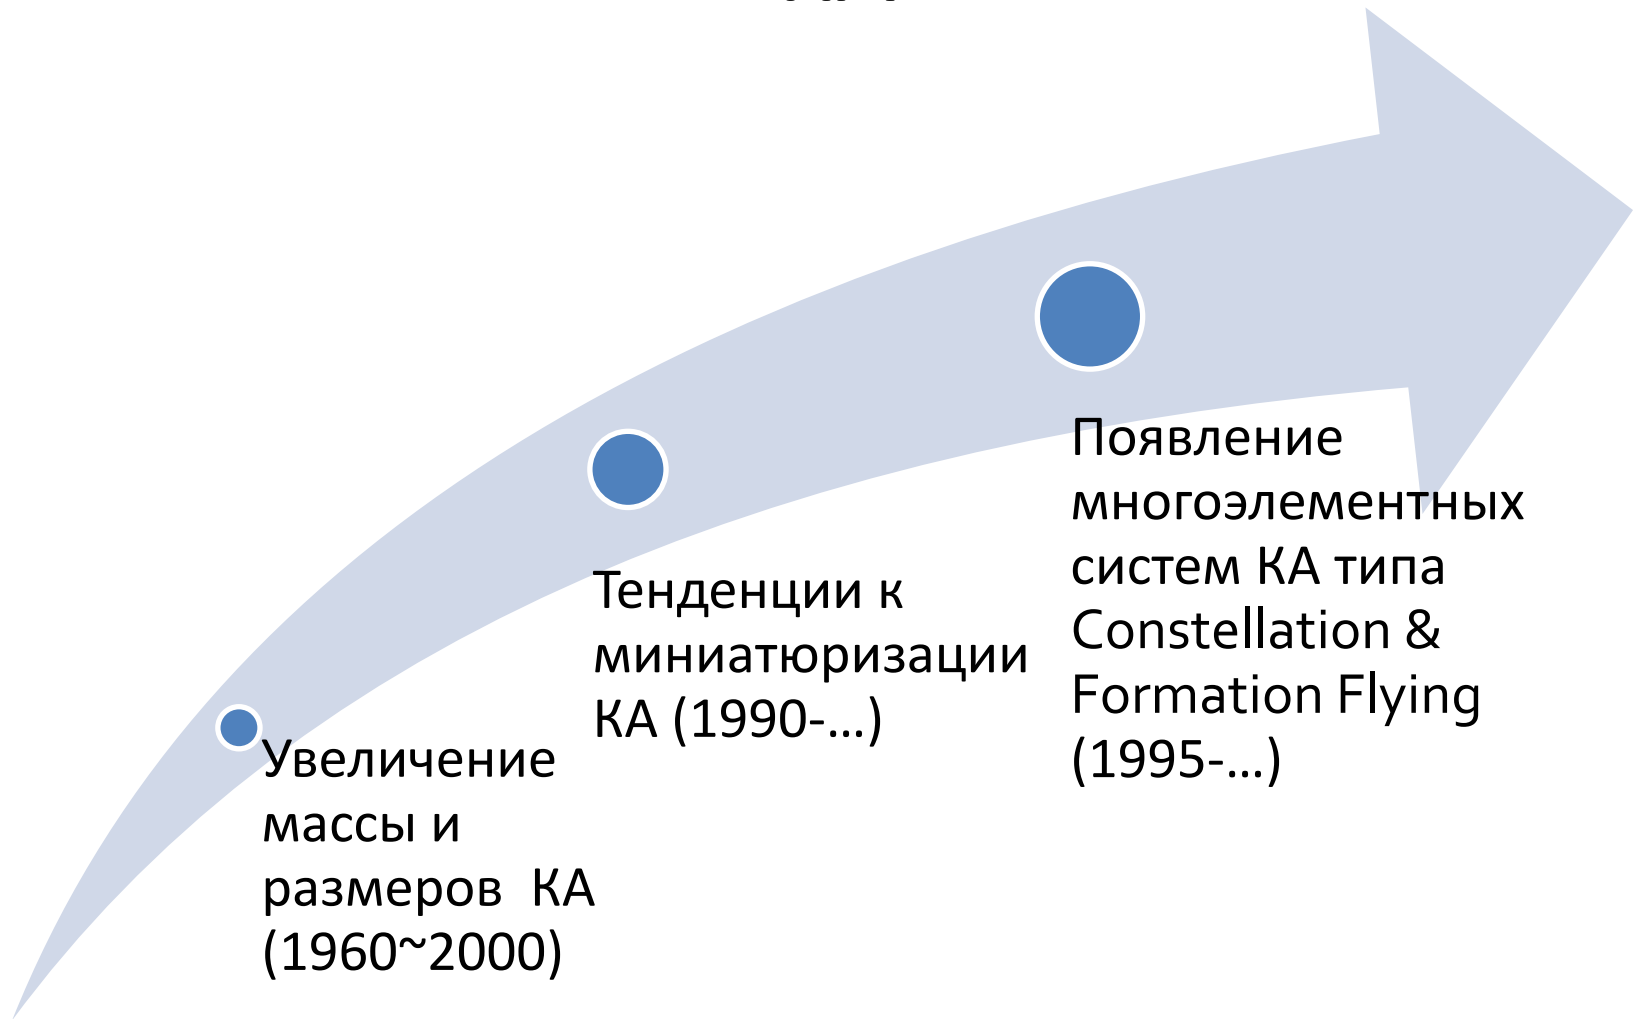 Увеличение
массы и
размеров КА
(1960~2000)
Тенденции к
миниатюризации
КА (1990-...)
Появление
многоэлементных
систем КА типа
Constellation &
Formation Flying
(1995-...)